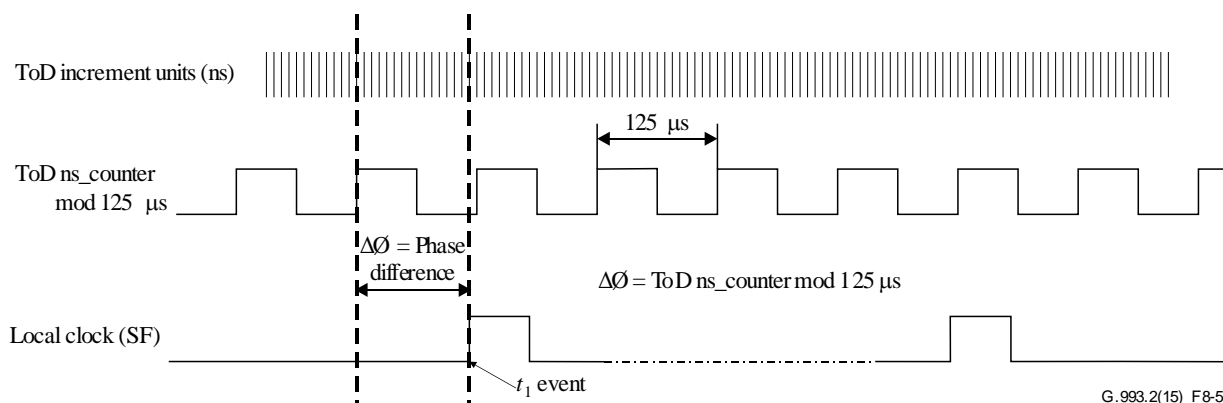 ToD increment units (ns)
125 μs
ToD ns_counter
mod 125 μs
ΔØ = Phase
difference
ΔØ = ToD ns_counter mod 125 μs
Local clock (SF)
t₁ event
G.993.2(15)_F8-5